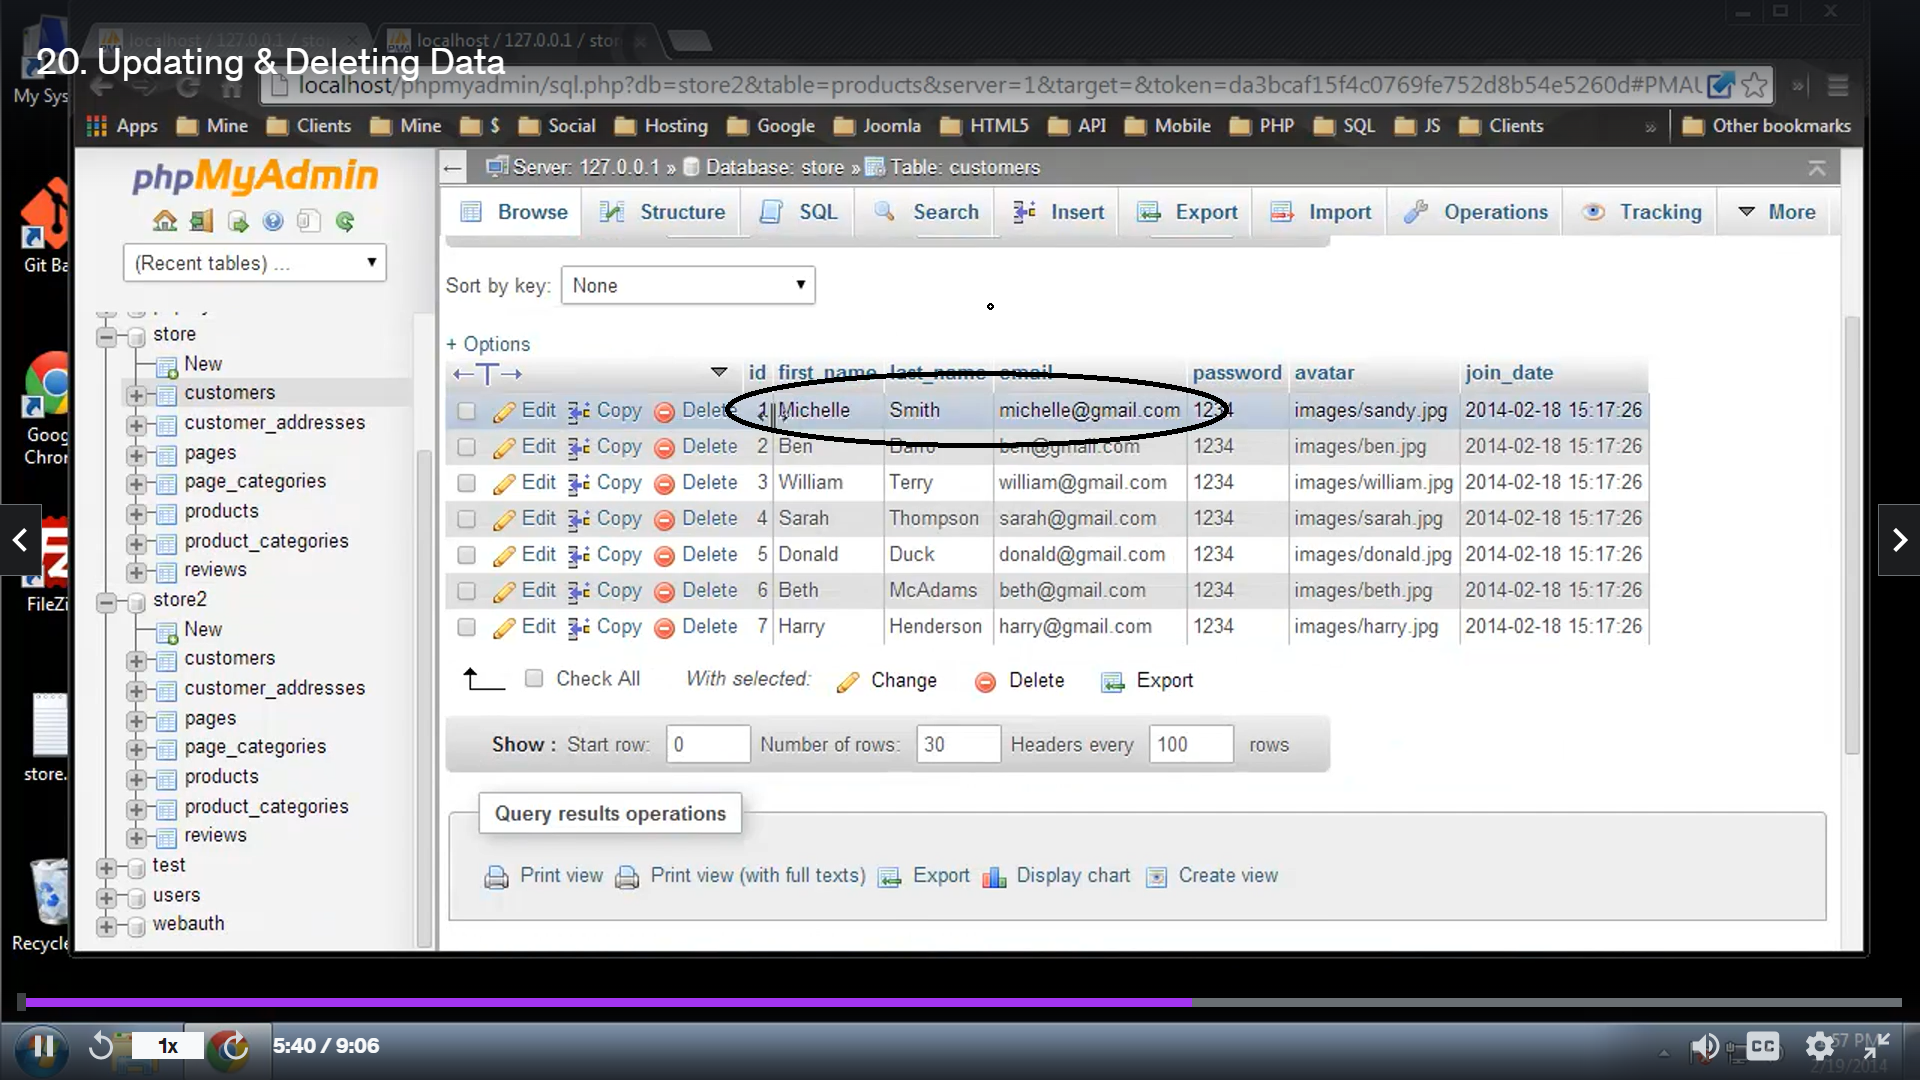 localhost / 127.0.0.1 / sto
localhost / 127.0.0.1 / stor
20. Updating & Deleting Data
My Sys
localhost/phpmyadmin/sql.php?db=store2&table=products&server=1&target=&token=da3bcaf15f4c0769fe752d8b54e5260d#PMAU
Apps Mine Clients Mine $ Social Hosting Google Joomla HTML5 API Mobile PHP SQL JS Clients » Other bookmarks
phpMyAdmin
Server: 127.0.0.1 » Database: store » Table: customers
Browse Structure SQL Search Insert Export Import Operations Tracking More
(Recent tables) ...
Git Ba
Sort by key: None
store
New
customers
customer_addresses
pages
page_categories
products
product_categories
reviews
store2
New
customers
customer_addresses
pages
page_categories
products
product_categories
reviews
test
users
webauth
Goog
Chron
FileZi
store.
Recycle
+ Options
←T→ id first_name last_name email password avatar join_date
Edit Copy Delete 1 Michelle Smith michelle@gmail.com 1234 images/sandy.jpg 2014-02-18 15:17:26
Edit Copy Delete 2 Ben Barro ben@gmail.com 1234 images/ben.jpg 2014-02-18 15:17:26
Edit Copy Delete 3 William Terry william@gmail.com 1234 images/william.jpg 2014-02-18 15:17:26
Edit Copy Delete 4 Sarah Thompson sarah@gmail.com 1234 images/sarah.jpg 2014-02-18 15:17:26
Edit Copy Delete 5 Donald Duck donald@gmail.com 1234 images/donald.jpg 2014-02-18 15:17:26
Edit Copy Delete 6 Beth McAdams beth@gmail.com 1234 images/beth.jpg 2014-02-18 15:17:26
Edit Copy Delete 7 Harry Henderson harry@gmail.com 1234 images/harry.jpg 2014-02-18 15:17:26
Check All With selected: Change Delete Export
Show : Start row: 0 Number of rows: 30 Headers every 100 rows
Query results operations
Print view Print view (with full texts) Export Display chart Create view
1x
5:40 / 9:06
CC
57 PM
2/19/2014